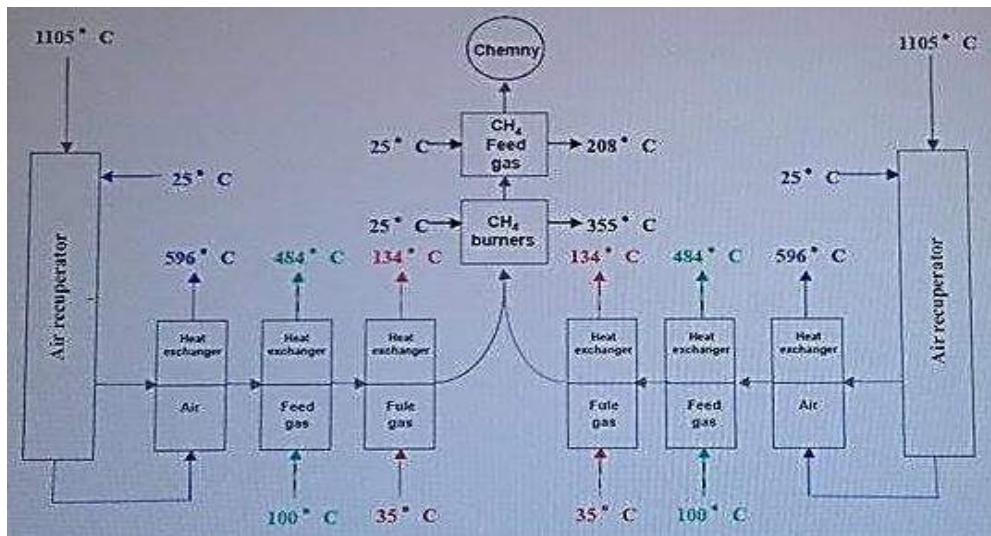 1105° C
Chemny
1105° C
CH₄
Feed
gas
25° C
208° C
25° C
25° C
25° C
CH₄
burners
355° C
596° C
484° C
134° C
134° C
484° C
596° C
Air recuperator
Heat
exchanger
Heat
exchanger
Heat
exchanger
Heat
exchanger
Heat
exchanger
Heat
exchanger
Air recuperator
Air
Feed
gas
Fule
gas
Fule
gas
Feed
gas
Air
100° C
35° C
35° C
100° C